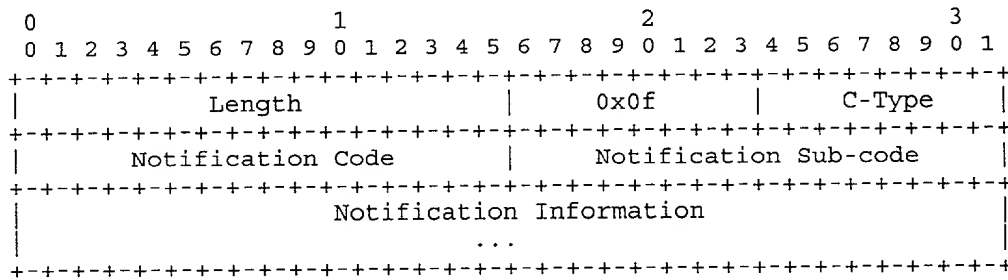 0                   1                   2                   3
 0 1 2 3 4 5 6 7 8 9 0 1 2 3 4 5 6 7 8 9 0 1 2 3 4 5 6 7 8 9 0 1
+-+-+-+-+-+-+-+-+-+-+-+-+-+-+-+-+-+-+-+-+-+-+-+-+-+-+-+-+-+-+-+-+
|            Length             |     0x0f      |     C-Type    |
+-+-+-+-+-+-+-+-+-+-+-+-+-+-+-+-+-+-+-+-+-+-+-+-+-+-+-+-+-+-+-+-+
|       Notification Code       |     Notification Sub-code     |
+-+-+-+-+-+-+-+-+-+-+-+-+-+-+-+-+-+-+-+-+-+-+-+-+-+-+-+-+-+-+-+-+
|                    Notification Information
|                             ...                               |
+-+-+-+-+-+-+-+-+-+-+-+-+-+-+-+-+-+-+-+-+-+-+-+-+-+-+-+-+-+-+-+-+